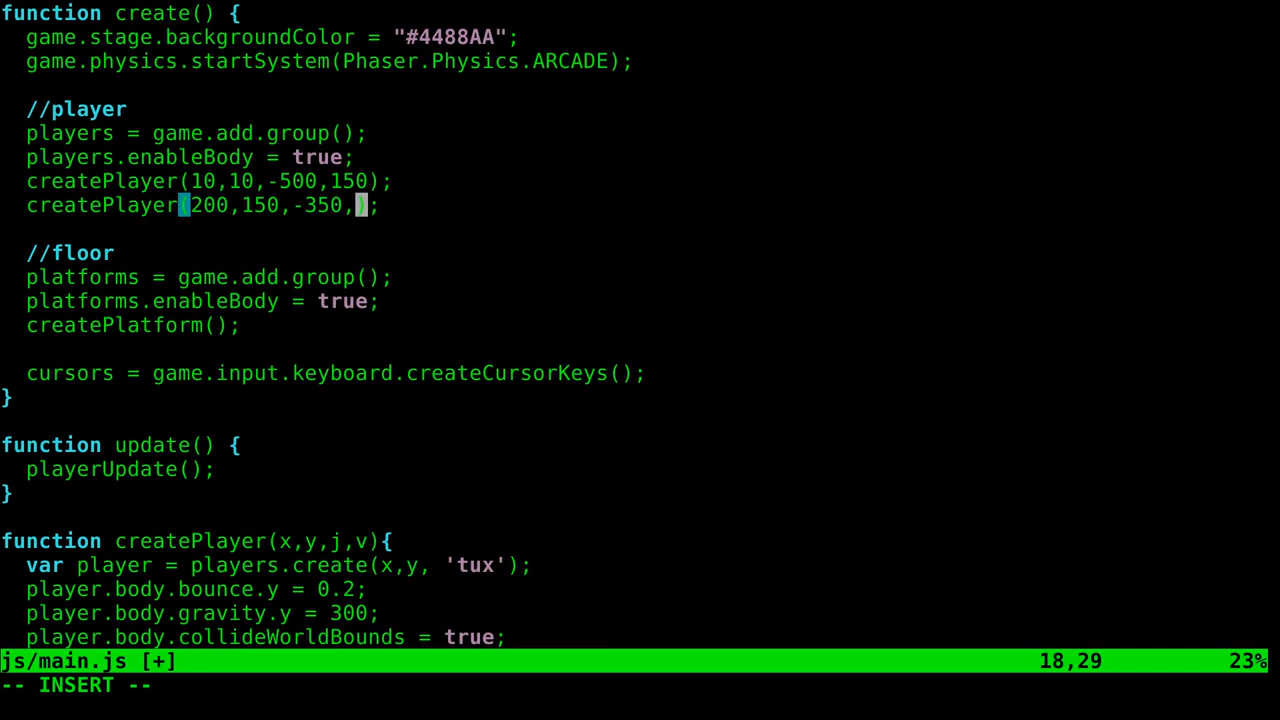 function create() {
  game.stage.backgroundColor = "#4488AA";
  game.physics.startSystem(Phaser.Physics.ARCADE);

  //player
  players = game.add.group();
  players.enableBody = true;
  createPlayer(10,10,-500,150);
  createPlayer(200,150,-350,);

  //floor
  platforms = game.add.group();
  platforms.enableBody = true;
  createPlatform();

  cursors = game.input.keyboard.createCursorKeys();
}

function update() {
  playerUpdate();
}

function createPlayer(x,y,j,v){
  var player = players.create(x,y, 'tux');
  player.body.bounce.y = 0.2;
  player.body.gravity.y = 300;
  player.body.collideWorldBounds = true;
js/main.js [+] 18,29 23%
-- INSERT --